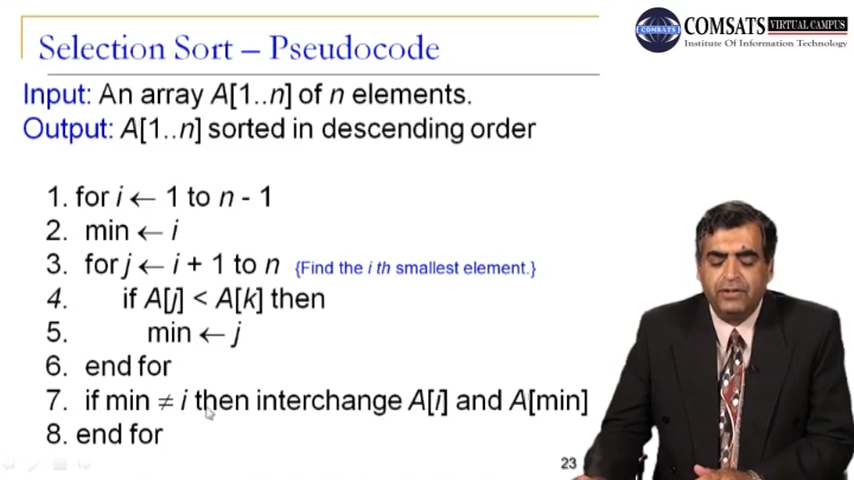 Selection Sort – Pseudocode
COMSATS VIRTUAL CAMPUS
Institute Of Information Technology
COMSATS
Input: An array A[1..n] of n elements.
Output: A[1..n] sorted in descending order
1. for i ← 1 to n - 1
2. min ← i
3. for j ← i + 1 to n {Find the i th smallest element.}
4. if A[j] < A[k] then
5. min ← j
6. end for
7. if min ≠ i then interchange A[i] and A[min]
8. end for
23